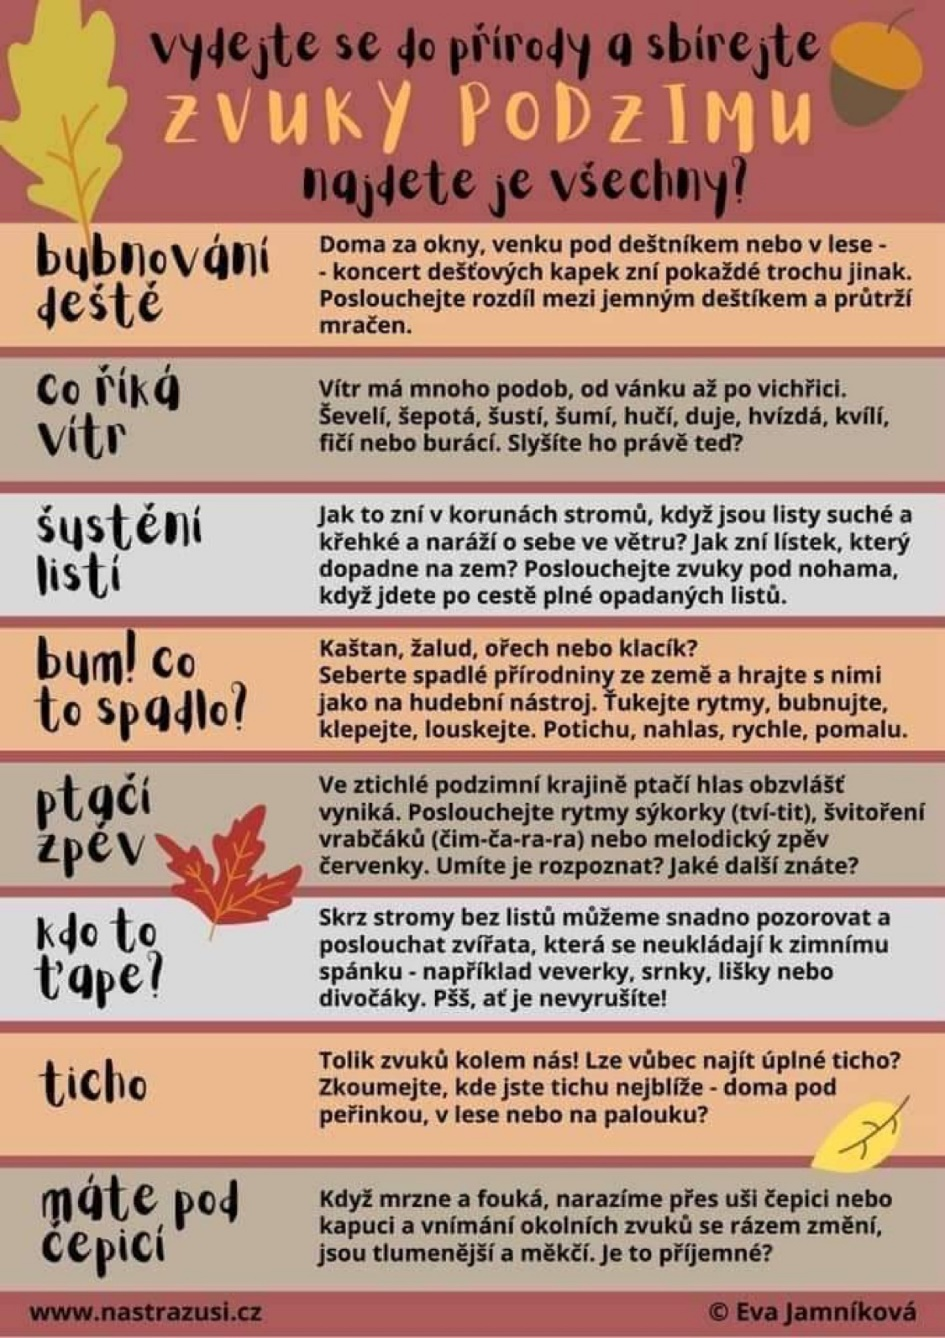 vydejte se do přírody a sbírejte
ZVUKY PODZIMU
najdete je všechny?
bubnování
deště
Doma za okny, venku pod deštníkem nebo v lese -
- koncert dešťových kapek zní pokaždé trochu jinak.
Poslouchejte rozdíl mezi jemným deštíkem a průtrží
mračen.
co říká
vítr
Vítr má mnoho podob, od vánku až po vichřici.
Ševelí, šepotá, šustí, šumí, hučí, duje, hvízdá, kvílí,
fičí nebo burácí. Slyšíte ho právě teď?
šustění
listí
Jak to zní v korunách stromů, když jsou listy suché a
křehké a naráží o sebe ve větru? Jak zní lístek, který
dopadne na zem? Poslouchejte zvuky pod nohama,
když jdete po cestě plné opadaných listů.
bum! co
to spadlo?
Kaštan, žalud, ořech nebo klacík?
Seberte spadlé přírodniny ze země a hrajte s nimi
jako na hudební nástroj. Ťukejte rytmy, bubnujte,
klepejte, louskejte. Potichu, nahlas, rychle, pomalu.
ptačí
zpěv
Ve ztichlé podzimní krajině ptačí hlas obzvlášť
vyniká. Poslouchejte rytmy sýkorky (tví-tit), švitoření
vrabčáků (čim-ča-ra-ra) nebo melodický zpěv
červenky. Umíte je rozpoznat? Jaké další znáte?
kdo to
ťape?
Skrz stromy bez listů můžeme snadno pozorovat a
poslouchat zvířata, která se neukládají k zimnímu
spánku - například veverky, srnky, lišky nebo
divočáky. Pšš, ať je nevyrušíte!
ticho
Tolik zvuků kolem nás! Lze vůbec najít úplné ticho?
Zkoumejte, kde jste tichu nejblíže - doma pod
peřinkou, v lese nebo na palouku?
máte pod
čepicí
Když mrzne a fouká, narazíme přes uši čepici nebo
kapuci a vnímání okolních zvuků se rázem změní,
jsou tlumenější a měkčí. Je to příjemné?
www.nastrazusi.cz
© Eva Jamníková